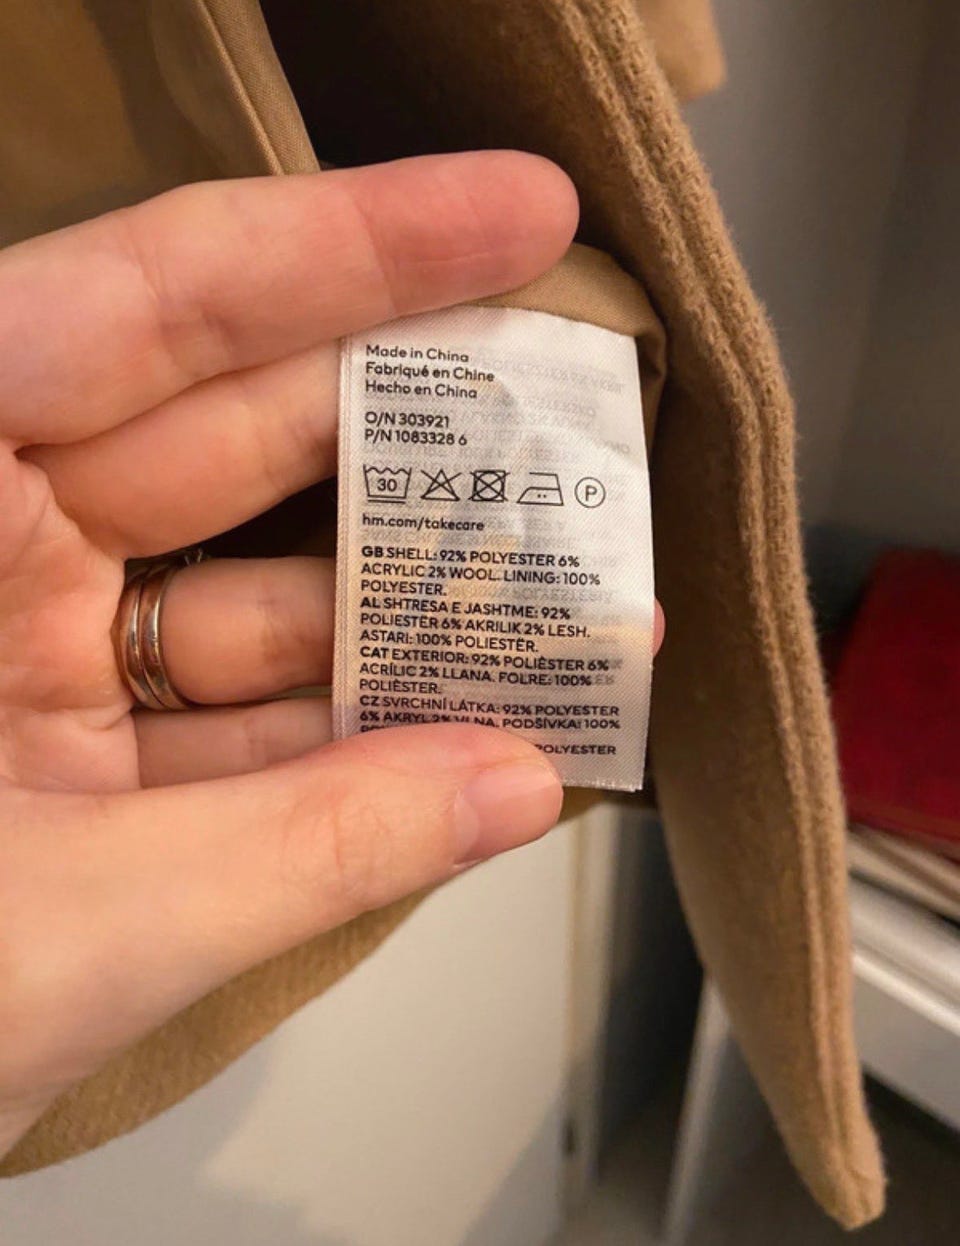 Made in China
Fabriqué en Chine
Hecho en China
O/N 303921
P/N 1083328 6
30
P
hm.com/takecare
GB SHELL: 92% POLYESTER 6%
ACRYLIC 2% WOOL. LINING: 100%
POLYESTER.
AL SHTRESA E JASHTME: 92%
POLIESTËR 6% AKRILIK 2% LESH.
ASTARI: 100% POLIESTËR.
CAT EXTERIOR: 92% POLIÈSTER 6%
ACRÍLIC 2% LLANA. FOLRE: 100%
POLIÈSTER.
CZ SVRCHNÍ LÁTKA: 92% POLYESTER
6% AKRYL 2% VLNA. PODŠÍVKA: 100%
POLYESTER